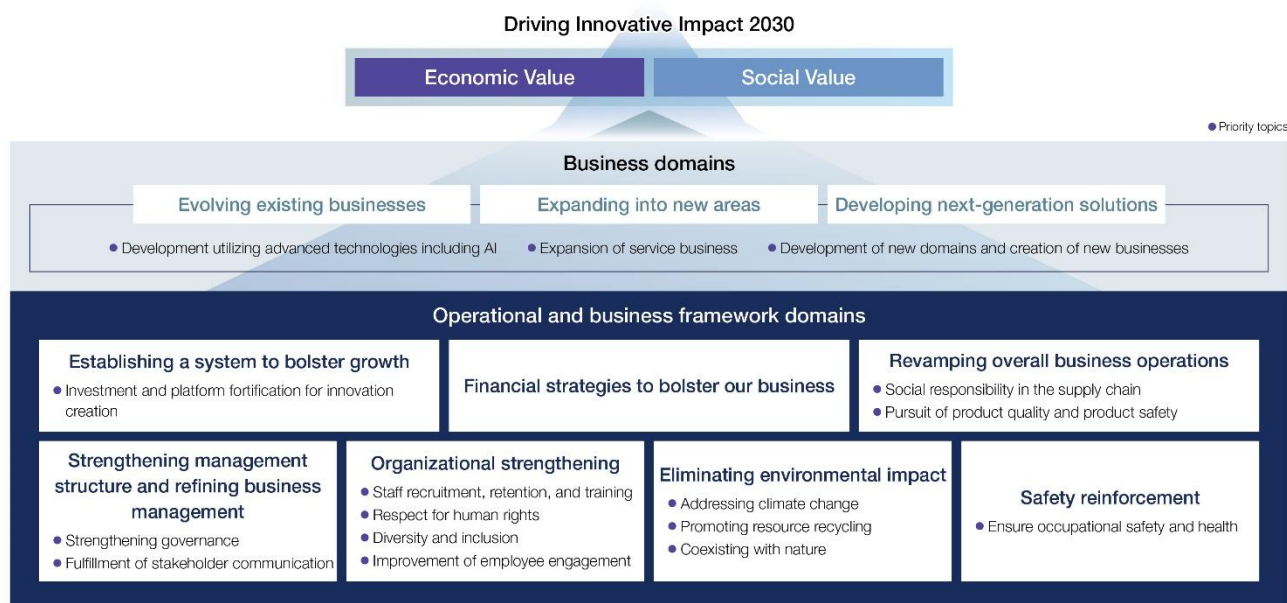 Driving Innovative Impact 2030
Economic Value
Social Value
● Priority topics
Business domains
Evolving existing businesses
Expanding into new areas
Developing next-generation solutions
● Development utilizing advanced technologies including AI
● Expansion of service business
● Development of new domains and creation of new businesses
Operational and business framework domains
Establishing a system to bolster growth
● Investment and platform fortification for innovation
creation
Financial strategies to bolster our business
Revamping overall business operations
● Social responsibility in the supply chain
● Pursuit of product quality and product safety
Strengthening management
structure and refining business
management
● Strengthening governance
● Fulfillment of stakeholder communication
Organizational strengthening
● Staff recruitment, retention, and training
● Respect for human rights
● Diversity and inclusion
● Improvement of employee engagement
Eliminating environmental impact
● Addressing climate change
● Promoting resource recycling
● Coexisting with nature
Safety reinforcement
● Ensure occupational safety and health